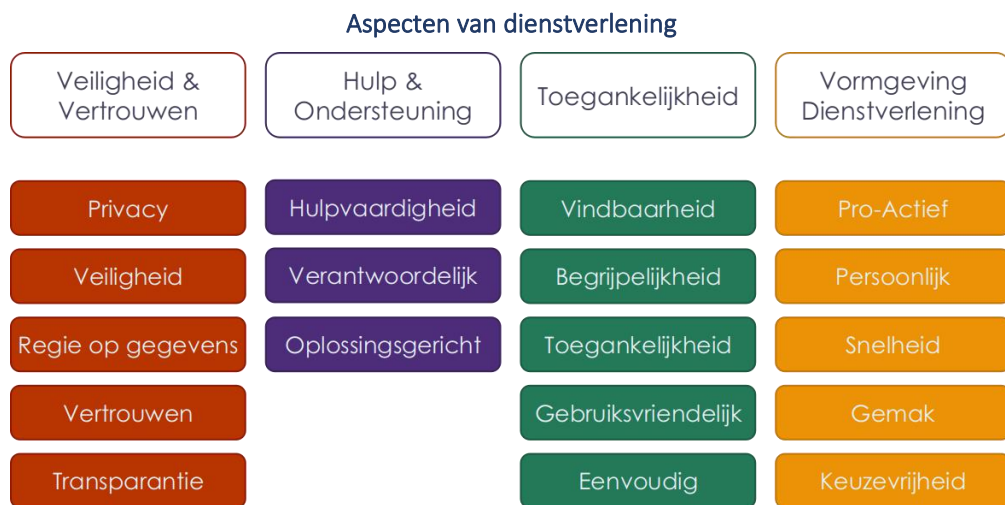 Aspecten van dienstverlening
Veiligheid &
Vertrouwen
Hulp &
Ondersteuning
Toegankelijkheid
Vormgeving
Dienstverlening
Privacy
Hulpvaardigheid
Vindbaarheid
Pro-Actief
Veiligheid
Verantwoordelijk
Begrijpelijkheid
Persoonlijk
Regie op gegevens
Oplossingsgericht
Toegankelijkheid
Snelheid
Vertrouwen
Gebruiksvriendelijk
Gemak
Transparantie
Eenvoudig
Keuzevrijheid